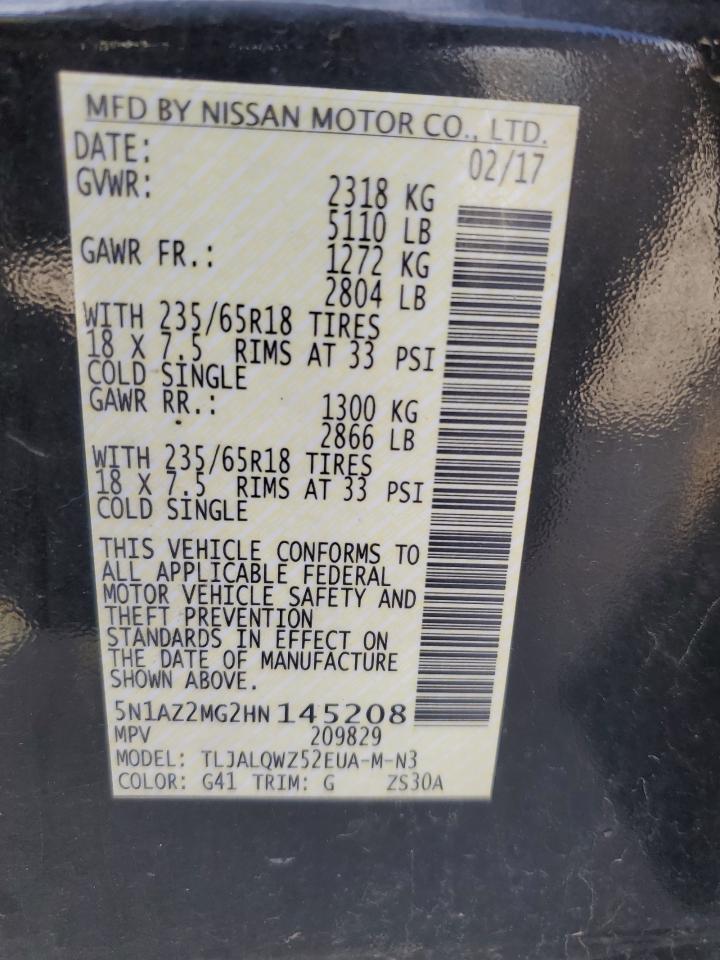 MFD BY NISSAN MOTOR CO., LTD.
DATE: 02/17
GVWR: 2318 KG
5110 LB
GAWR FR.: 1272 KG
2804 LB
WITH 235/65R18 TIRES
18 X 7.5 RIMS AT 33 PSI
COLD SINGLE
GAWR RR.: 1300 KG
2866 LB
WITH 235/65R18 TIRES
18 X 7.5 RIMS AT 33 PSI
COLD SINGLE
THIS VEHICLE CONFORMS TO
ALL APPLICABLE FEDERAL
MOTOR VEHICLE SAFETY AND
THEFT PREVENTION
STANDARDS IN EFFECT ON
THE DATE OF MANUFACTURE
SHOWN ABOVE.
5N1AZ2MG2HN145208
MPV 209829
MODEL: TLJALQWZ52EUA-M-N3
COLOR: G41 TRIM: G ZS30A